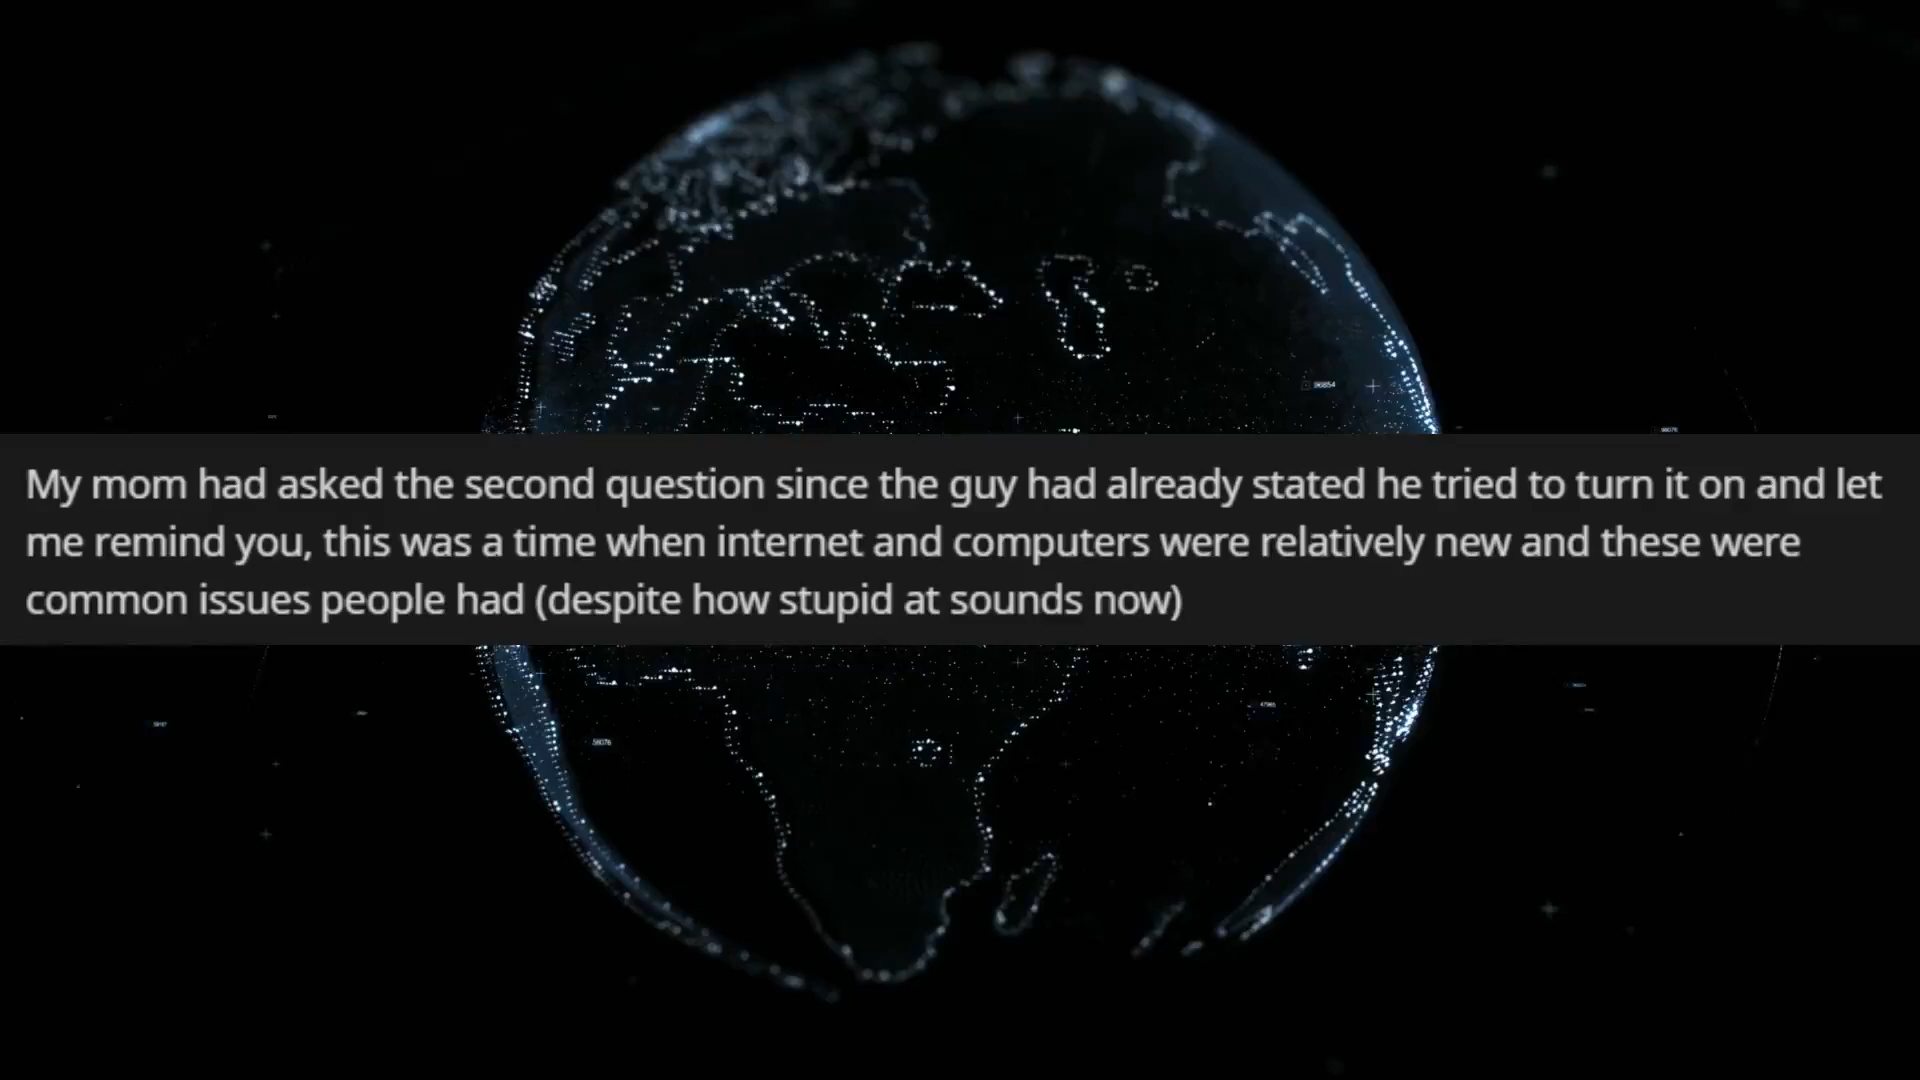 96854
My mom had asked the second question since the guy had already stated he tried to turn it on and let
me remind you, this was a time when internet and computers were relatively new and these were
common issues people had (despite how stupid at sounds now)
58076